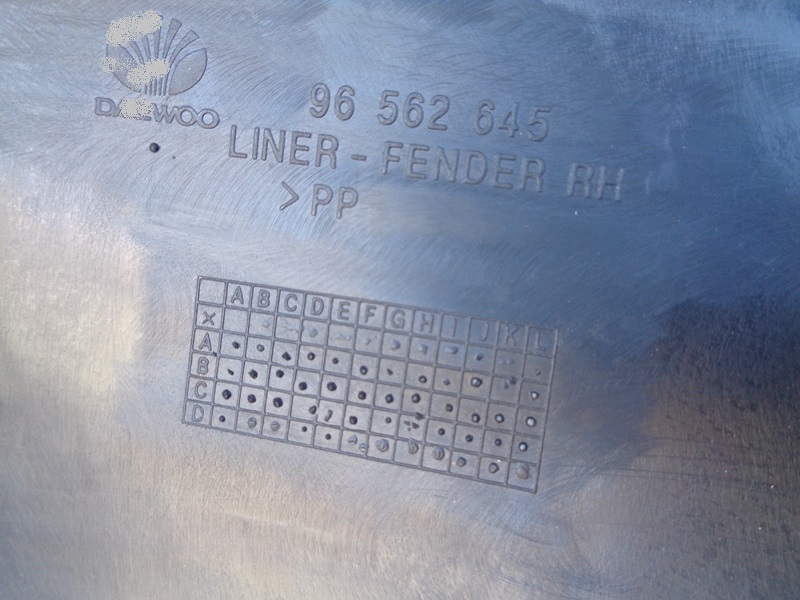 DAEWOO
96 562 645
LINER - FENDER RH
>PP
A B C D E F G H I J K L
X
A
B
C
D